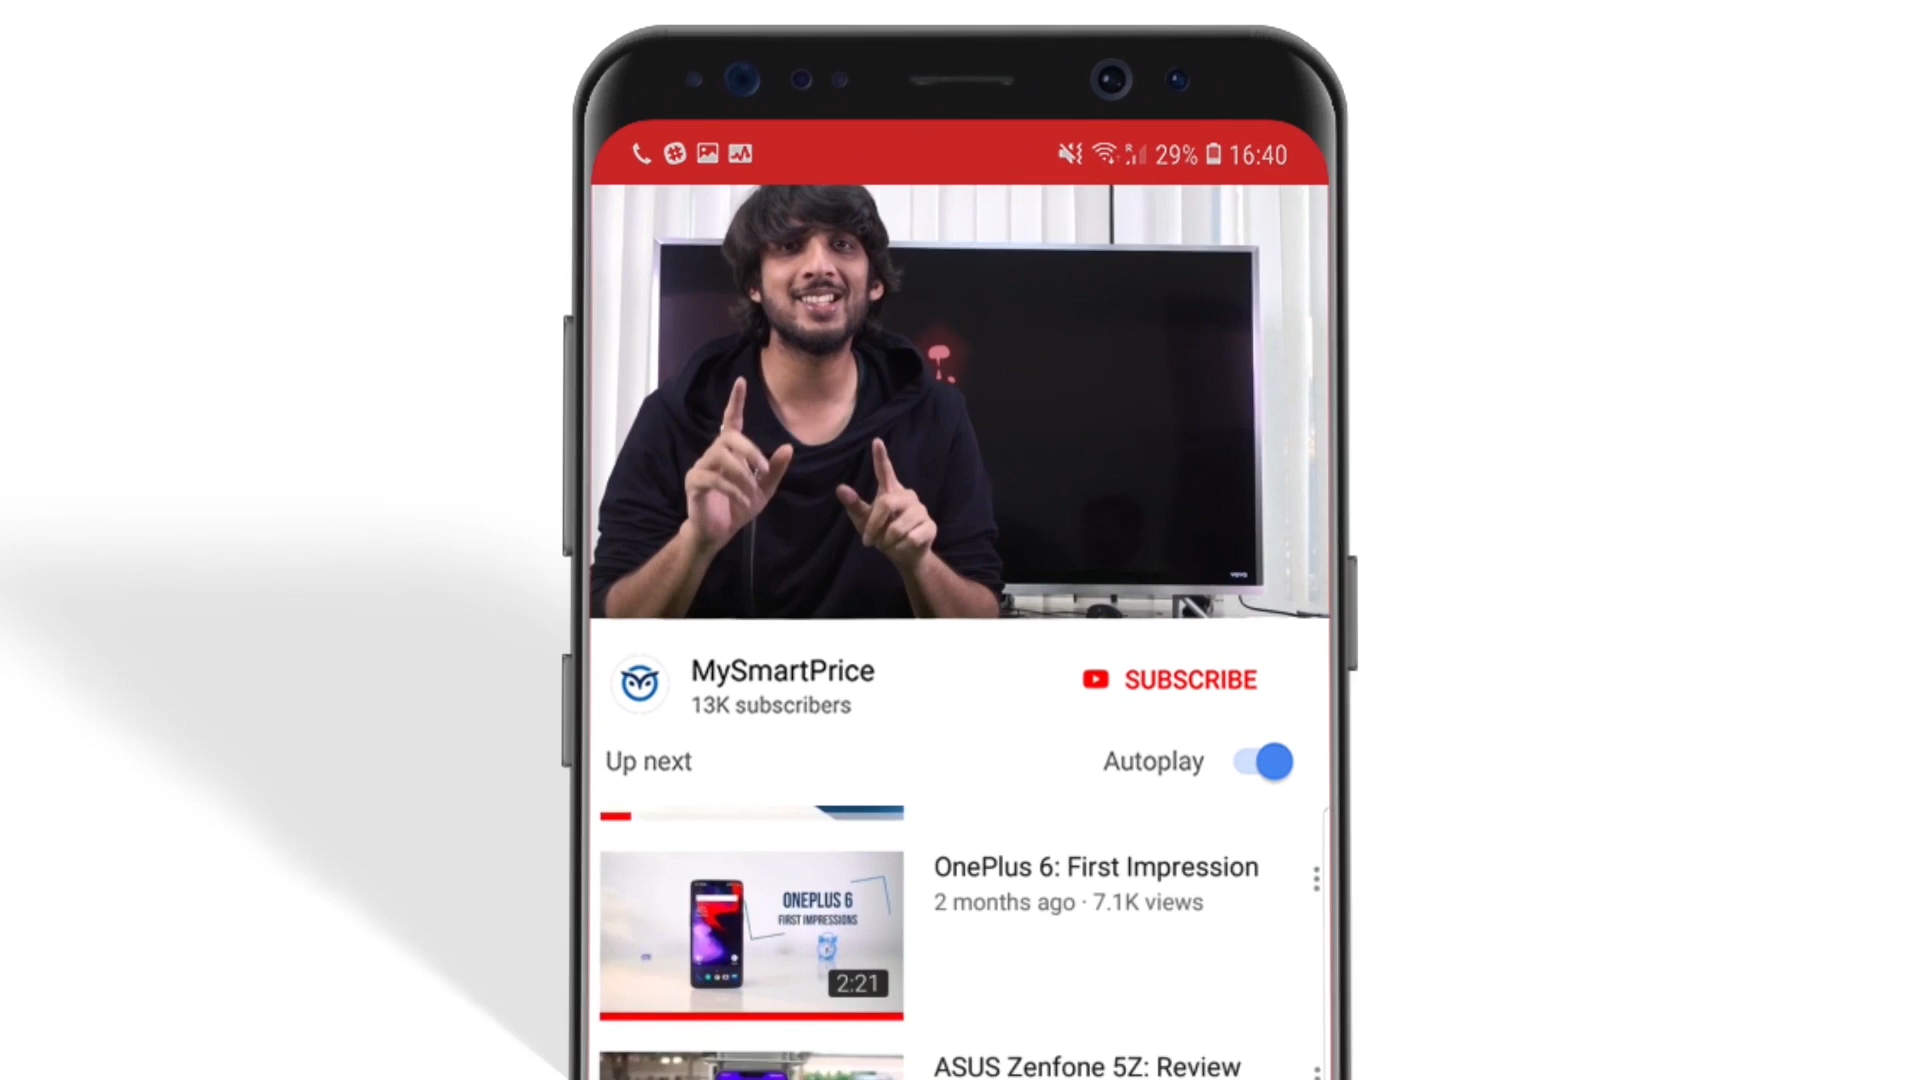 29% 16:40
MySmartPrice
SUBSCRIBE
13K subscribers
Up next
Autoplay
ONEPLUS 6
FIRST IMPRESSIONS
2:21
OnePlus 6: First Impression
2 months ago · 7.1K views
ASUS Zenfone 5Z: Review